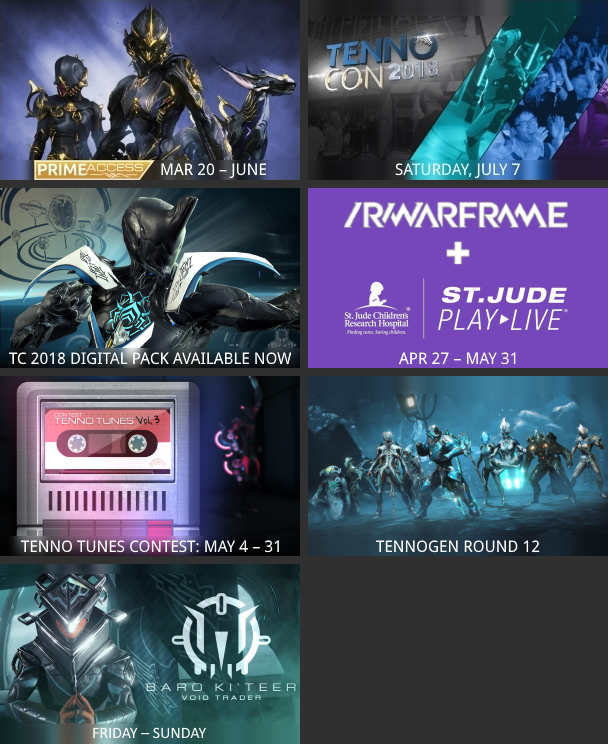 PRIMEACCESS MAR 20 – JUNE
TENNO
CON 2018
SATURDAY, JULY 7
TC 2018 DIGITAL PACK AVAILABLE NOW
/R/WARFRAME
+
St. Jude Children's
Research Hospital
Finding cures. Saving children.
ST. JUDE
PLAY LIVE
APR 27 – MAY 31
CONTEST:
TENNO TUNES Vol. 3
TENNO TUNES CONTEST: MAY 4 – 31
TENNOGEN ROUND 12
BARO KI'TEER
VOID TRADER
FRIDAY – SUNDAY